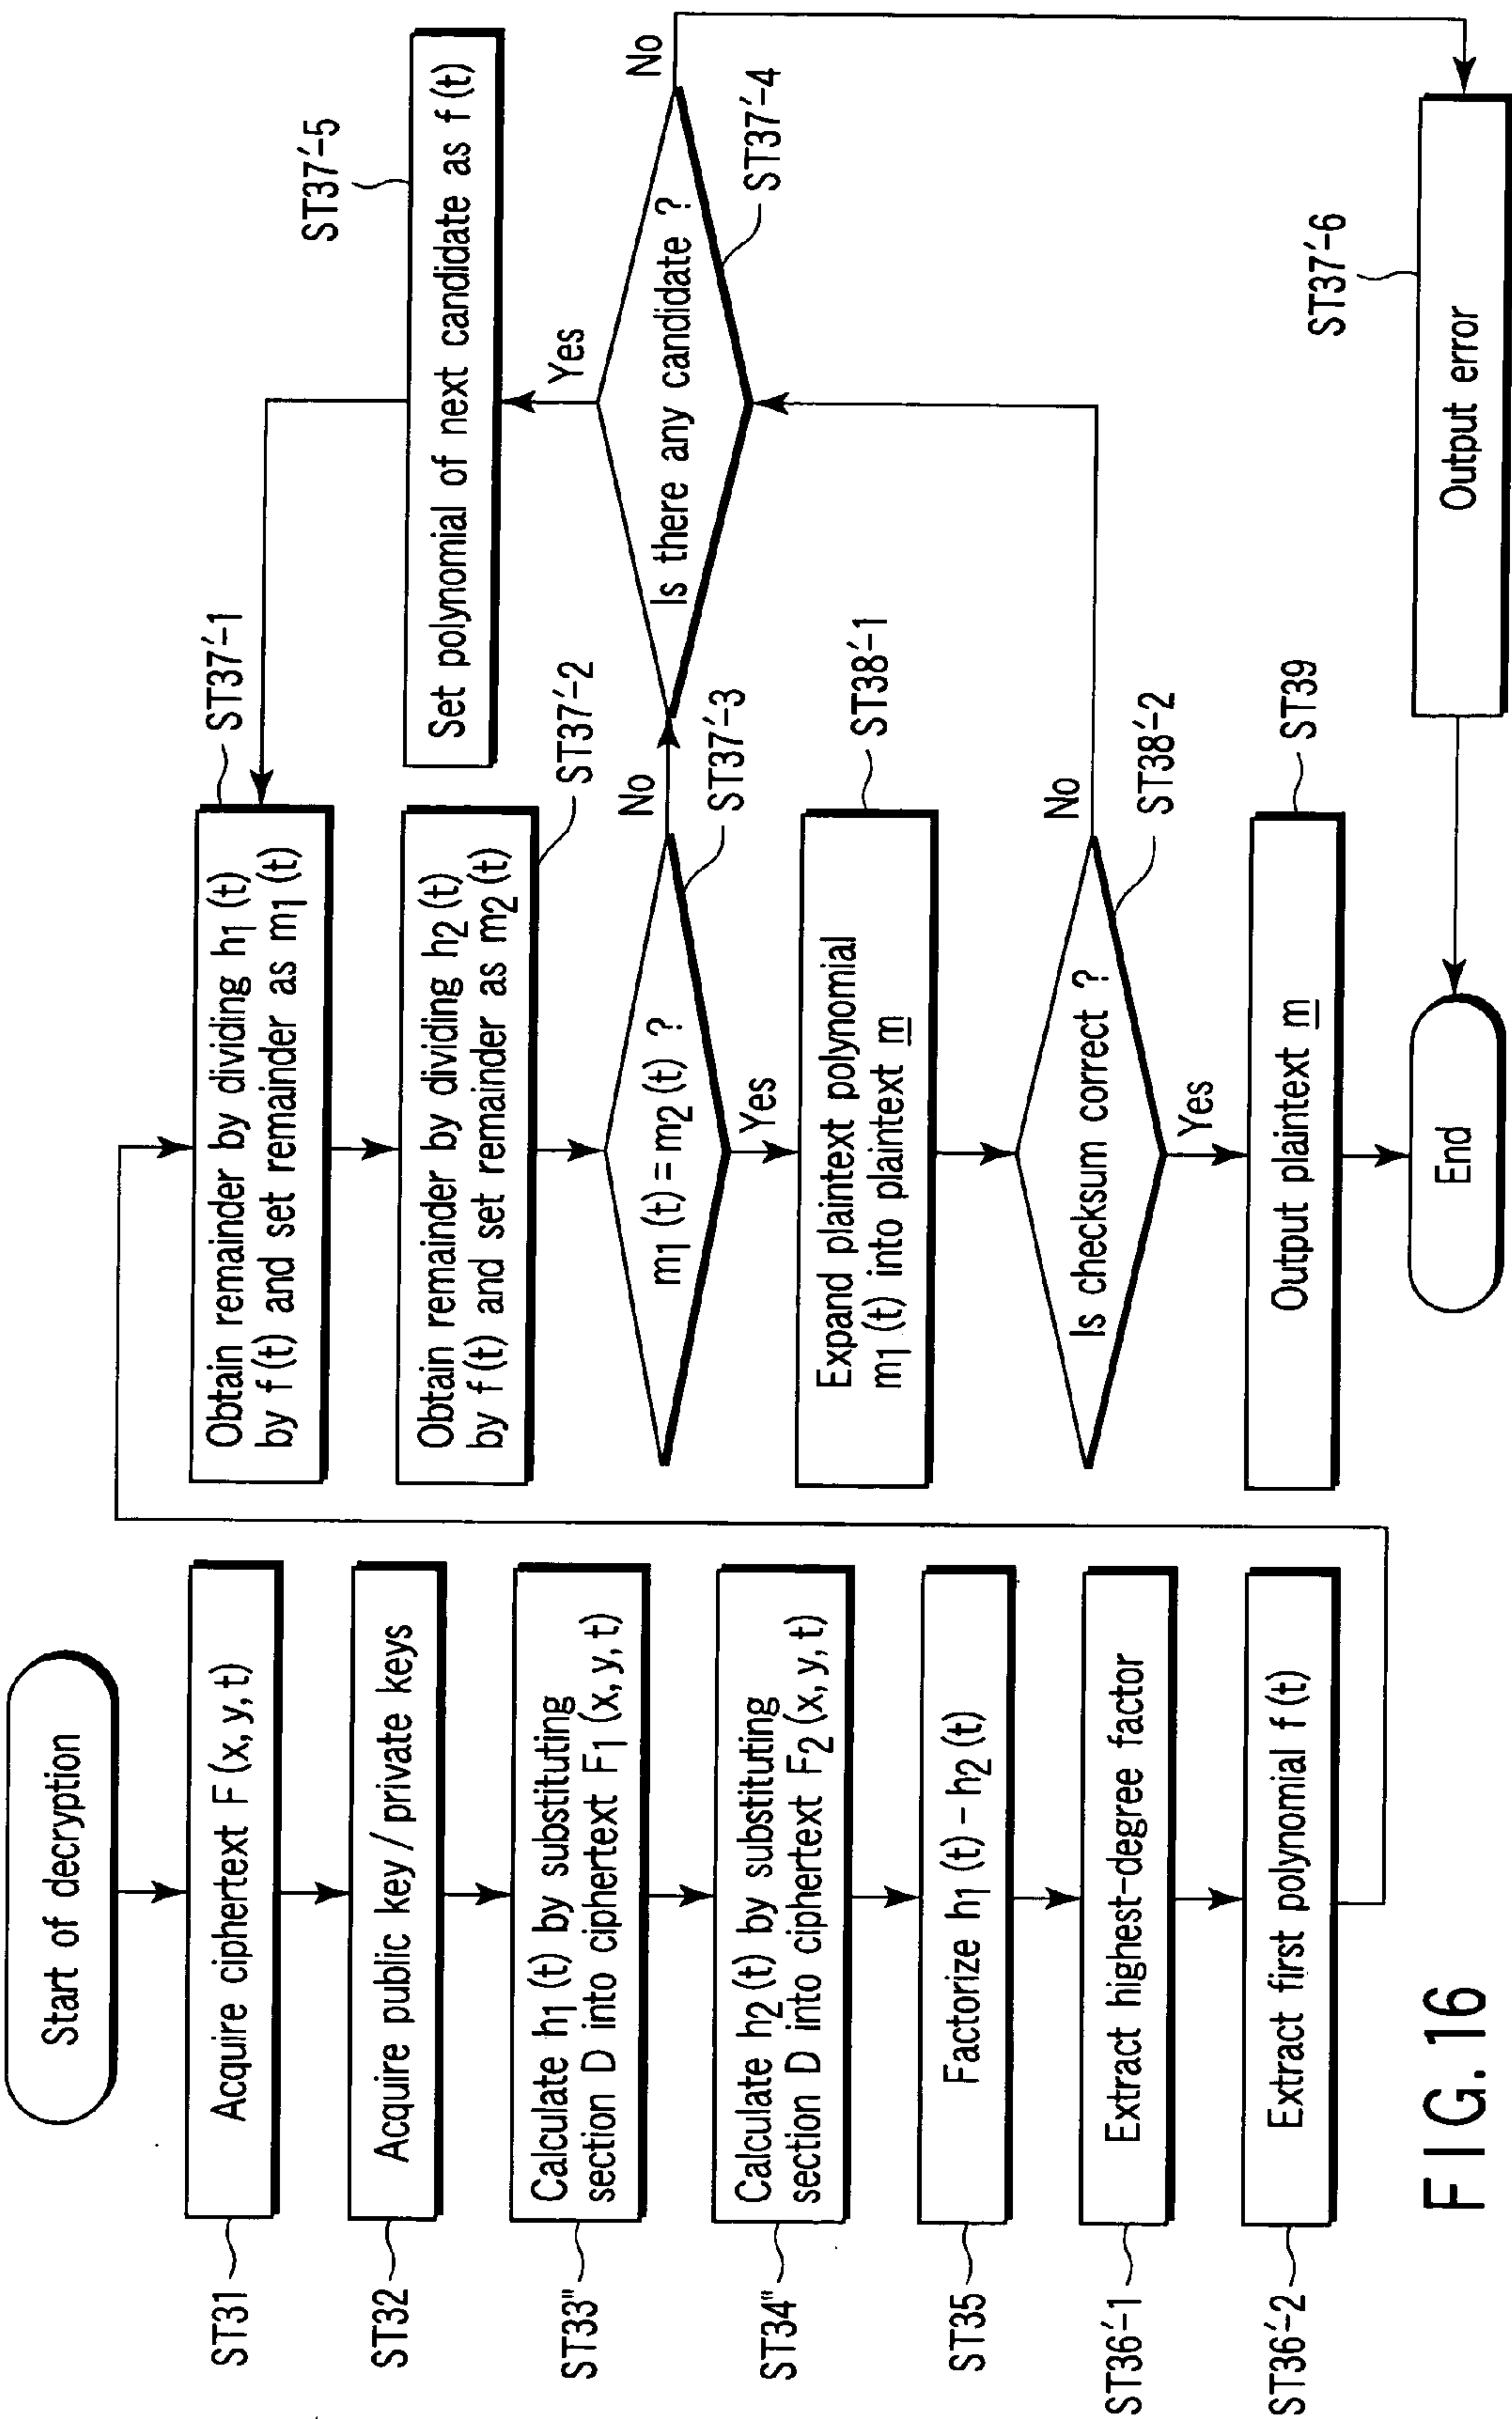 Start of decryption
ST31
Acquire ciphertext F (x, y, t)
ST32
Acquire public key / private keys
ST33"
Calculate h1 (t) by substituting
section D into ciphertext F1 (x, y, t)
ST34"
Calculate h2 (t) by substituting
section D into ciphertext F2 (x, y, t)
ST35
Factorize h1 (t) - h2 (t)
ST36'-1
Extract highest-degree factor
ST36'-2
Extract first polynomial f (t)
ST37'-1
Obtain remainder by dividing h1 (t)
by f (t) and set remainder as m1 (t)
ST37'-2
Obtain remainder by dividing h2 (t)
by f (t) and set remainder as m2 (t)
ST37'-3
m1 (t) = m2 (t) ?
No
Yes
ST38'-1
Expand plaintext polynomial
m1 (t) into plaintext m
ST38'-2
Is checksum correct ?
No
Yes
ST39
Output plaintext m
End
ST37'-5
Set polynomial of next candidate as f (t)
Yes
Is there any candidate ?
No
ST37'-4
ST37'-6
Output error
FIG. 16